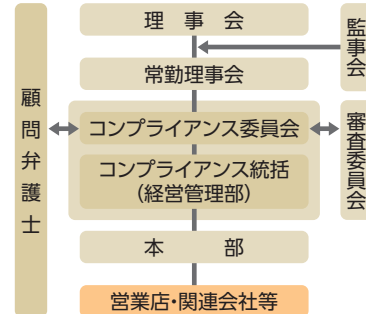 理事会
監事会
常勤理事会
顧問弁護士
コンプライアンス委員会
審査委員会
コンプライアンス統括
(経営管理部)
本部
営業店・関連会社等